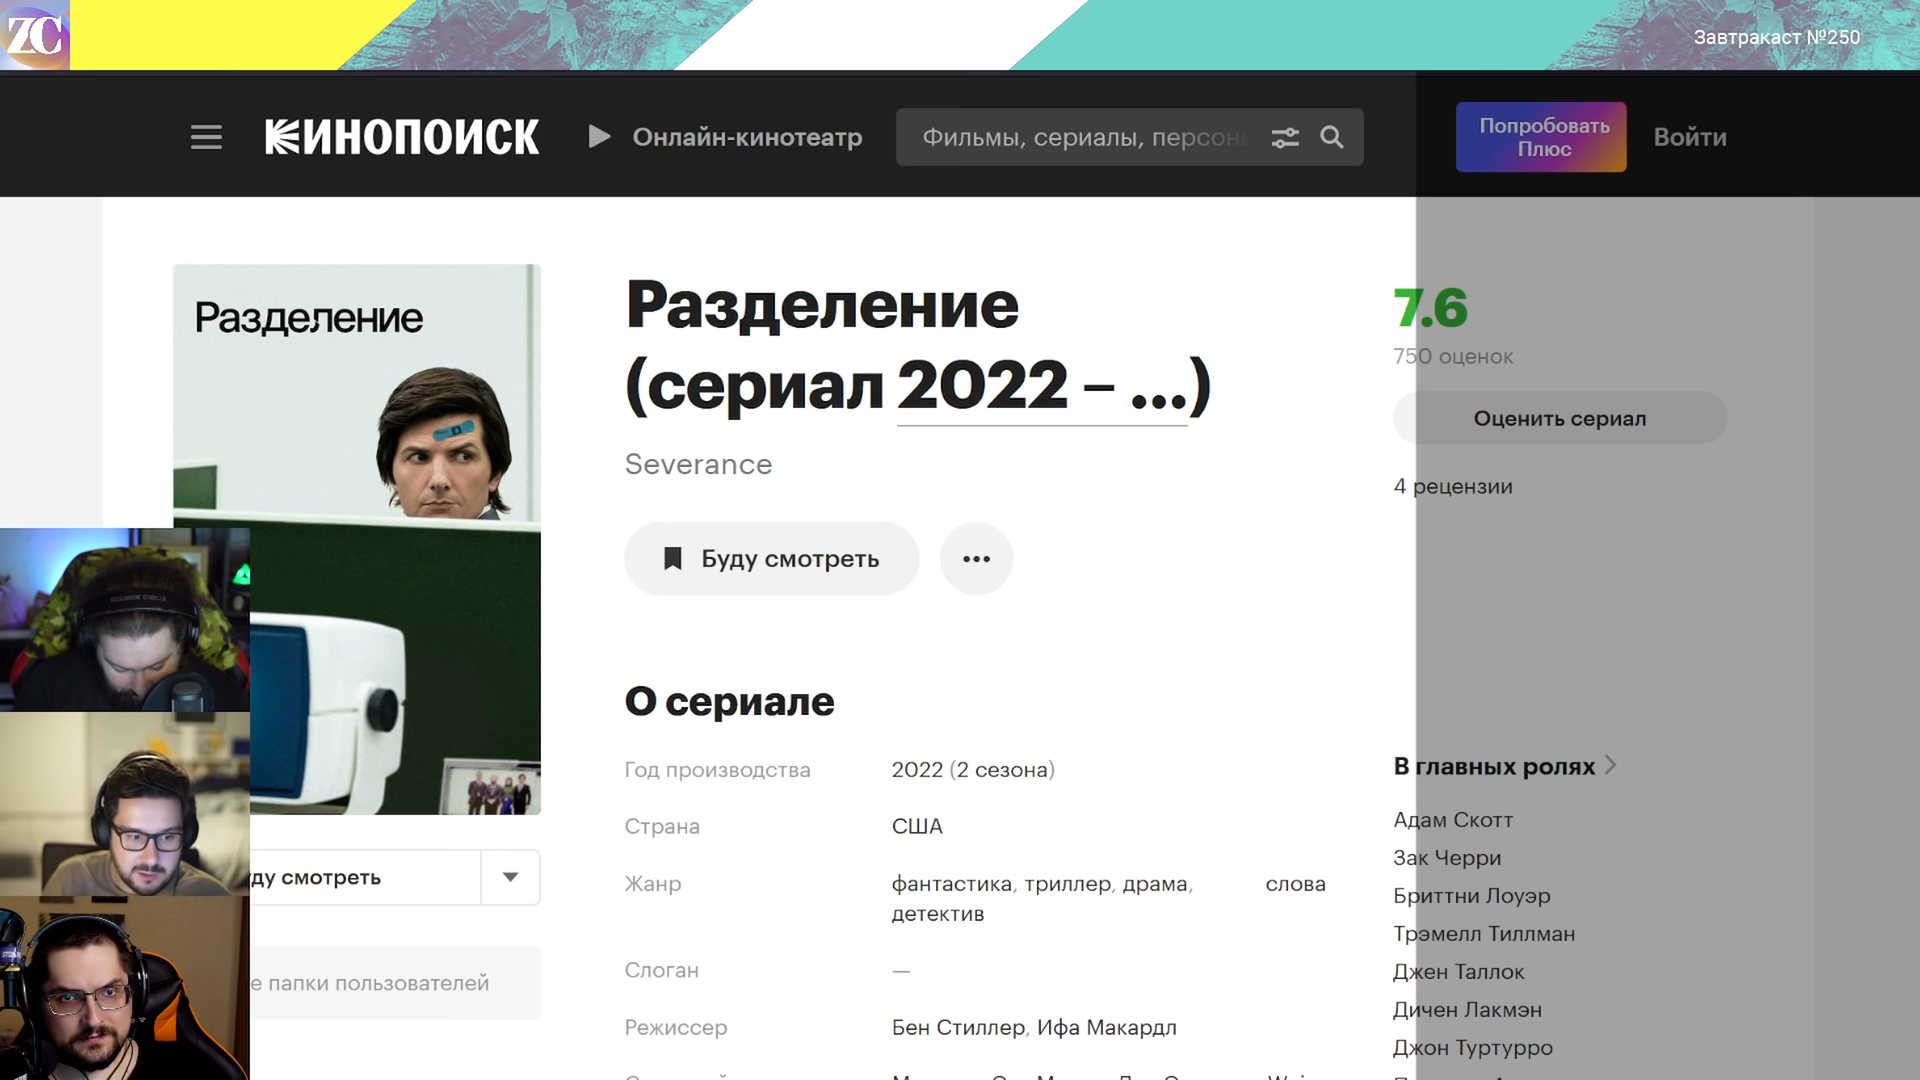 ZC
Завтракаст №250
КИНОПОИСК
Онлайн-кинотеатр
Фильмы, сериалы, персон
Попробовать
Плюс
Войти
Разделение
Разделение
(сериал 2022 – ...)
Severance
Буду смотреть
7.6
750 оценок
Оценить сериал
4 рецензии
О сериале
Год производства
2022 (2 сезона)
Страна
США
Жанр
фантастика, триллер, драма,
детектив
слова
Слоган
—
Режиссер
Бен Стиллер, Ифа Макардл
В главных ролях
Адам Скотт
Зак Черри
Бриттни Лоуэр
Трэмелл Тиллман
Джен Таллок
Дичен Лакмэн
Джон Туртурро
ду смотреть
е папки пользователей